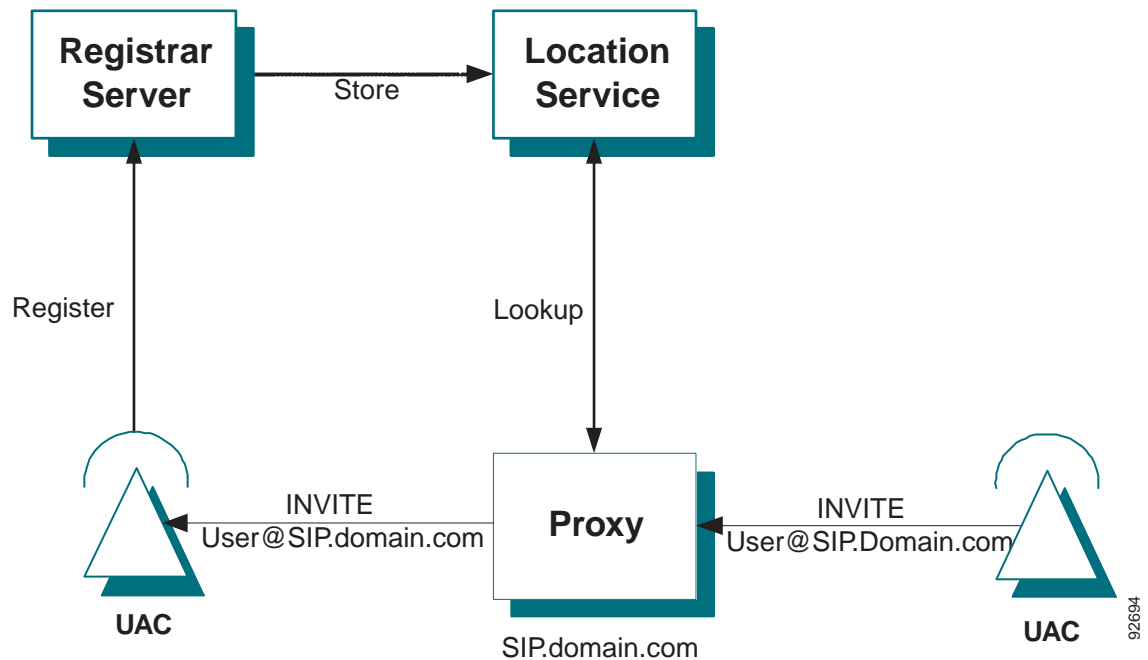 Registrar
Server
Location
Service
Store
Register
Lookup
INVITE
User@SIP.domain.com
Proxy
INVITE
User@SIP.Domain.com
UAC
SIP.domain.com
UAC
92694